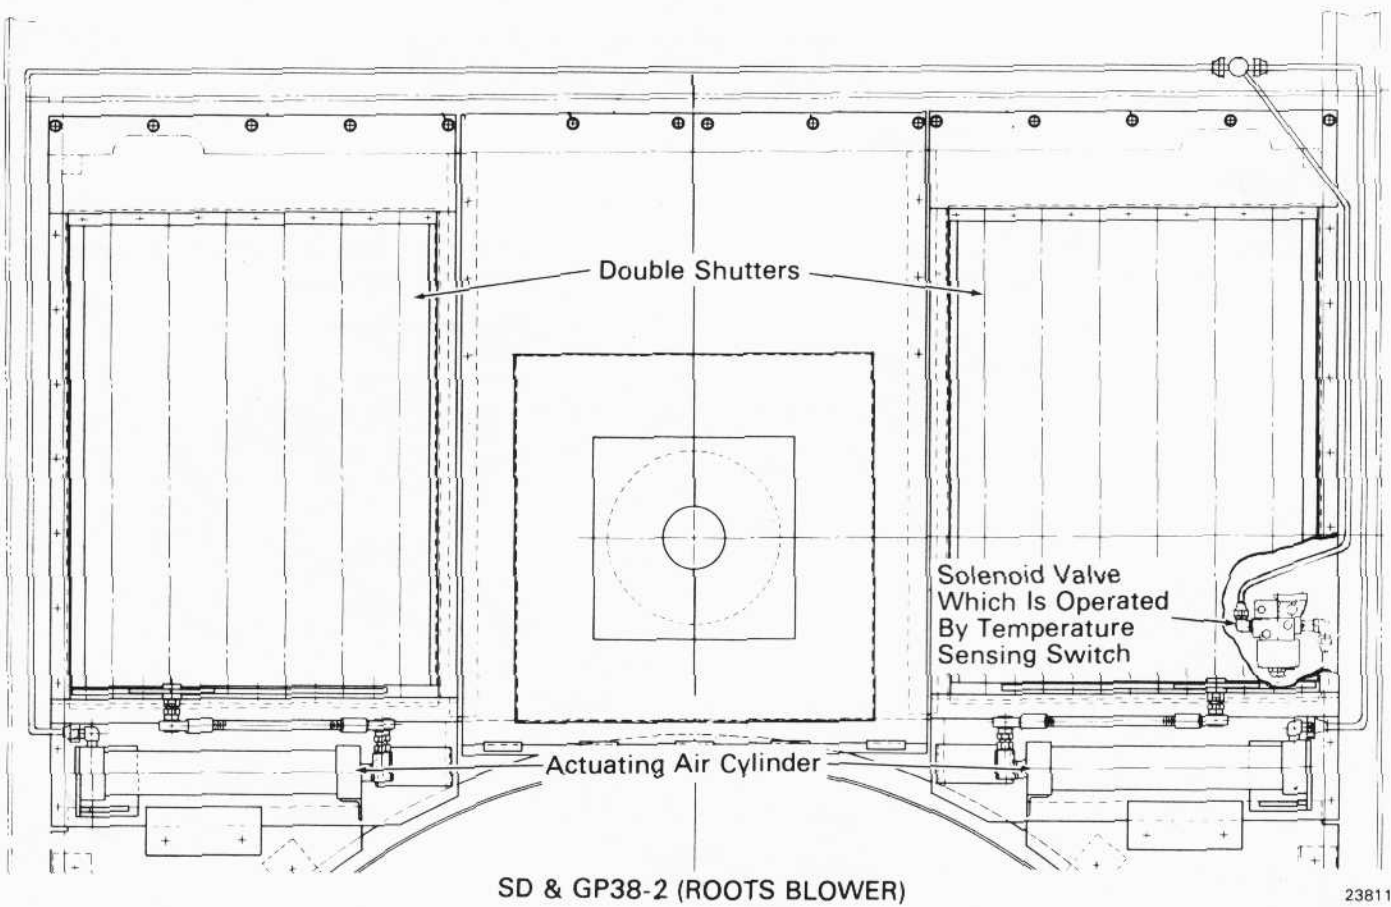 Double Shutters
Solenoid Valve
Which Is Operated
By Temperature
Sensing Switch
Actuating Air Cylinder
SD & GP38-2 (ROOTS BLOWER)
23811